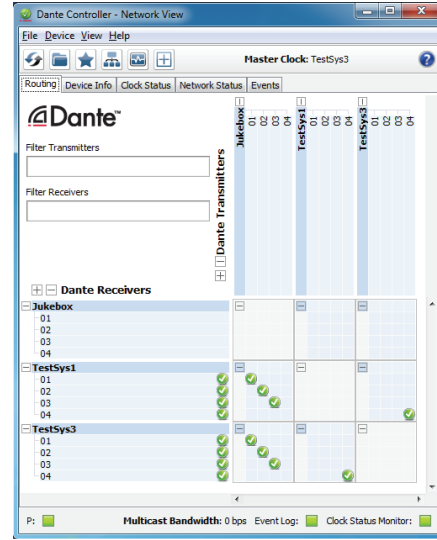 Dante Controller - Network View
File Device View Help
Master Clock: TestSys3
?
Routing Device Info Clock Status Network Status Events
Dante™
Filter Transmitters
Filter Receivers
Dante Transmitters
Jukebox
01
02
03
04
TestSys1
01
02
03
04
TestSys3
01
02
03
04
Dante Receivers
Jukebox
01
02
03
04
TestSys1
01
02
03
04
TestSys3
01
02
03
04
P: Multicast Bandwidth: 0 bps Event Log: Clock Status Monitor: